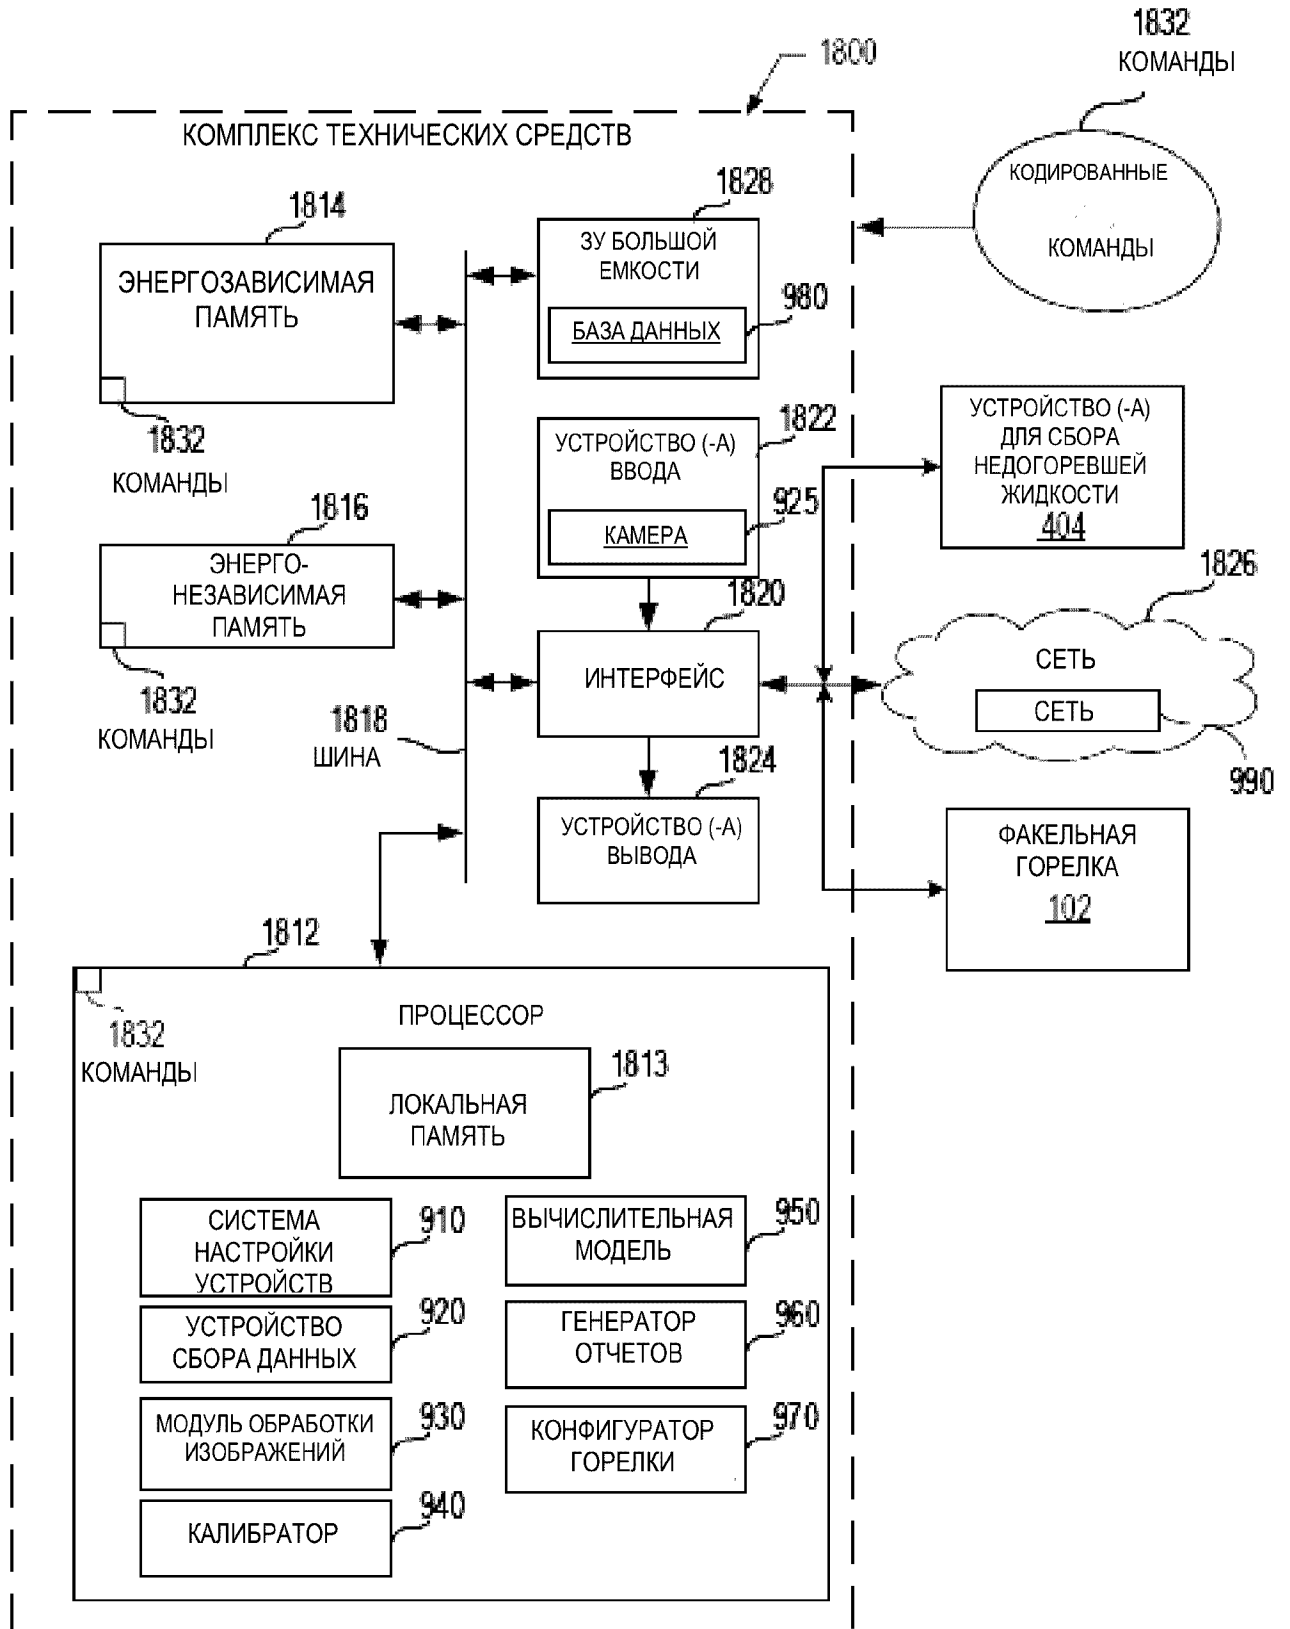 1832
КОМАНДЫ
1800
КОМПЛЕКС ТЕХНИЧЕСКИХ СРЕДСТВ
КОДИРОВАННЫЕ
КОМАНДЫ
1814
ЭНЕРГОЗАВИСИМАЯ
ПАМЯТЬ
1832
КОМАНДЫ
1828
ЗУ БОЛЬШОЙ
ЕМКОСТИ
980
БАЗА ДАННЫХ
1822
УСТРОЙСТВО (-А)
ВВОДА
925
КАМЕРА
УСТРОЙСТВО (-А)
ДЛЯ СБОРА
НЕДОГОРЕВШЕЙ
ЖИДКОСТИ
404
1816
ЭНЕРГО-
НЕЗАВИСИМАЯ
ПАМЯТЬ
1832
КОМАНДЫ
1820
ИНТЕРФЕЙС
1826
СЕТЬ
СЕТЬ
990
1818
ШИНА
1824
УСТРОЙСТВО (-А)
ВЫВОДА
ФАКЕЛЬНАЯ
ГОРЕЛКА
102
1812
1832
КОМАНДЫ
ПРОЦЕССОР
1813
ЛОКАЛЬНАЯ
ПАМЯТЬ
910
СИСТЕМА
НАСТРОЙКИ
УСТРОЙСТВ
920
УСТРОЙСТВО
СБОРА ДАННЫХ
930
МОДУЛЬ ОБРАБОТКИ
ИЗОБРАЖЕНИЙ
940
КАЛИБРАТОР
950
ВЫЧИСЛИТЕЛЬНАЯ
МОДЕЛЬ
960
ГЕНЕРАТОР
ОТЧЕТОВ
970
КОНФИГУРАТОР
ГОРЕЛКИ